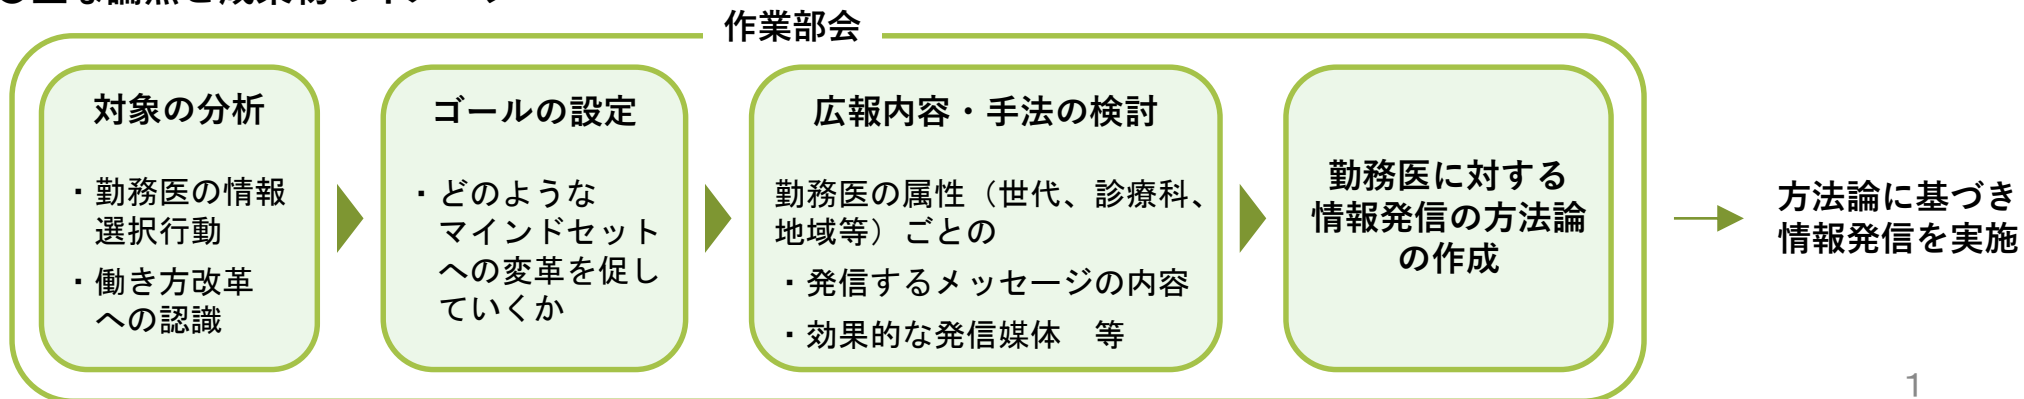 作業部会
対象の分析
・勤務医の情報
選択行動
・働き方改革
への認識
ゴールの設定
・どのような
マインドセット
への変革を促し
ていくか
広報内容・手法の検討
勤務医の属性（世代、診療科、
地域等）ごとの
・発信するメッセージの内容
・効果的な発信媒体　等
勤務医に対する
情報発信の方法論
の作成
方法論に基づき
情報発信を実施
1